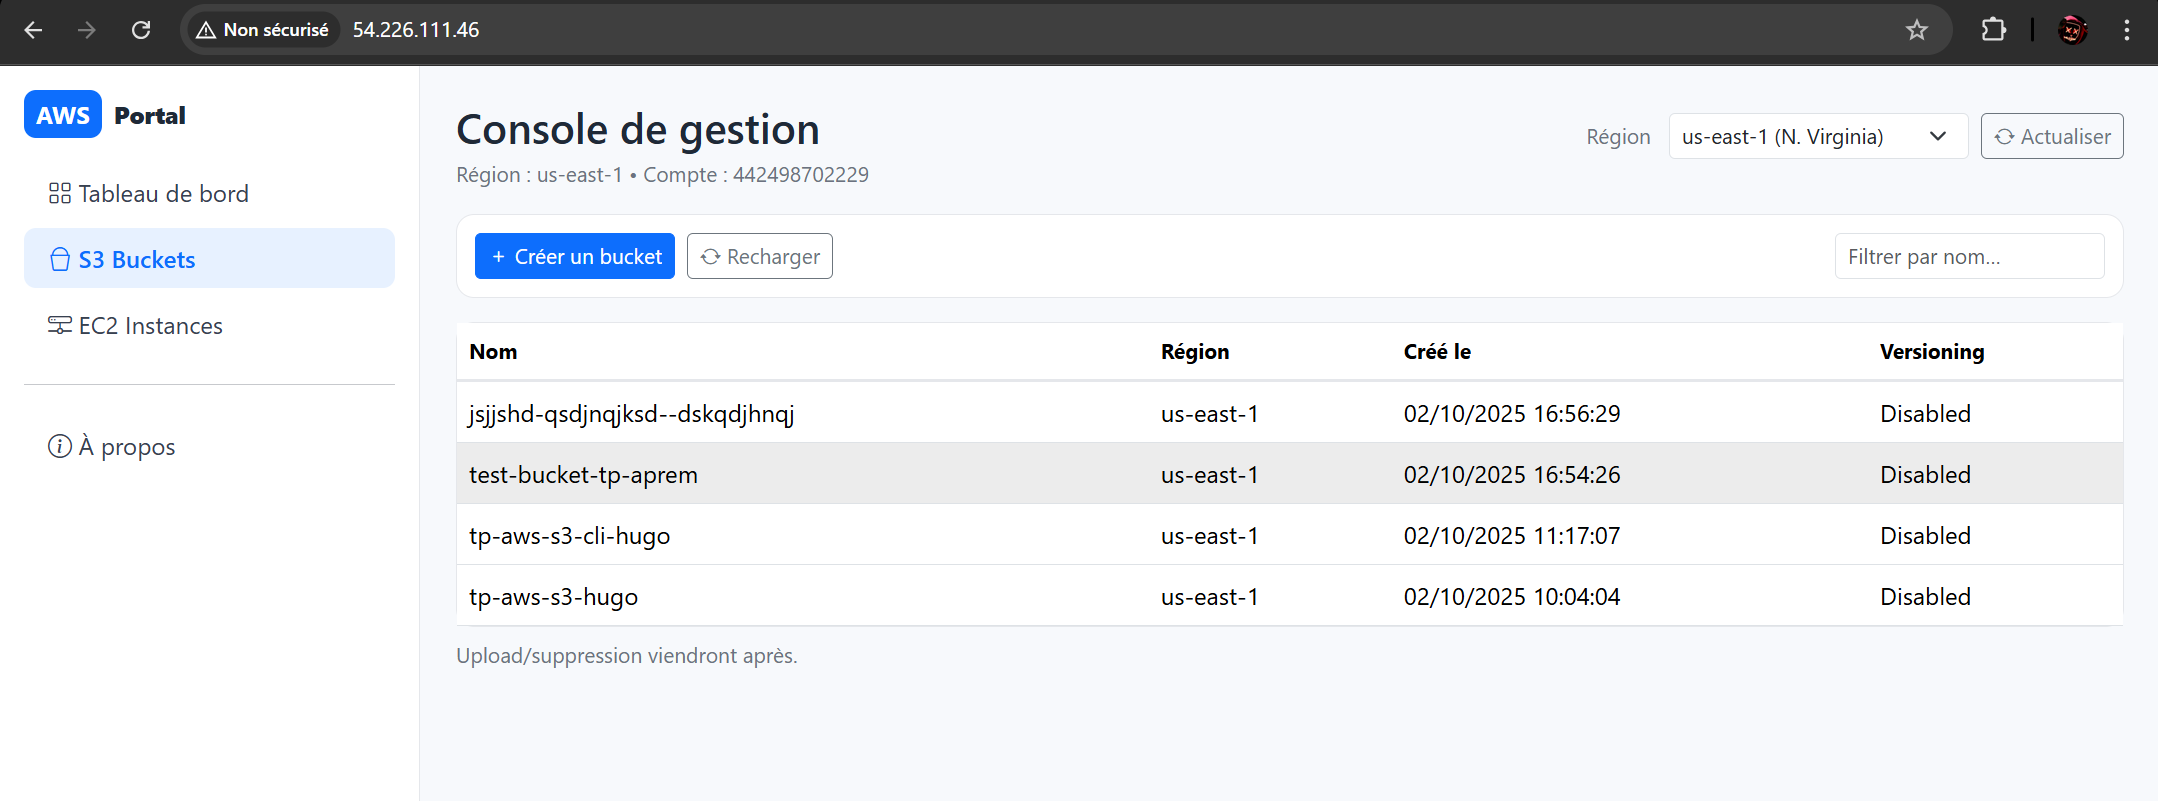 Non sécurisé 54.226.111.46
AWS Portal
Tableau de bord
S3 Buckets
EC2 Instances
À propos
Console de gestion
Région : us-east-1 • Compte : 442498702229
Région us-east-1 (N. Virginia) Actualiser
+ Créer un bucket Recharger Filtrer par nom...
Nom Région Créé le Versioning
jsjjshd-qsdjnqjksd--dskqdjhnqj us-east-1 02/10/2025 16:56:29 Disabled
test-bucket-tp-aprem us-east-1 02/10/2025 16:54:26 Disabled
tp-aws-s3-cli-hugo us-east-1 02/10/2025 11:17:07 Disabled
tp-aws-s3-hugo us-east-1 02/10/2025 10:04:04 Disabled
Upload/suppression viendront après.